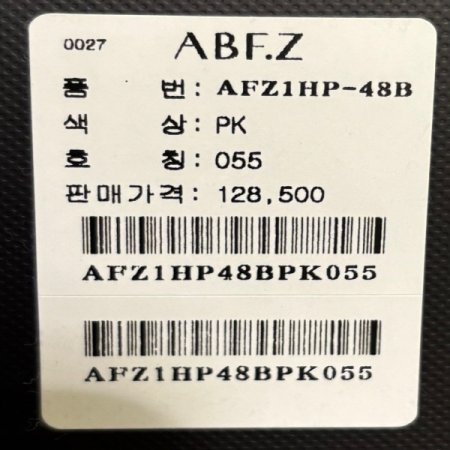 0027 ABF.Z
품 번 : AFZ1HP-48B
색 상 : PK
호 칭 : 055
판매가격 : 128,500
AFZ1HP48BPK055
AFZ1HP48BPK055